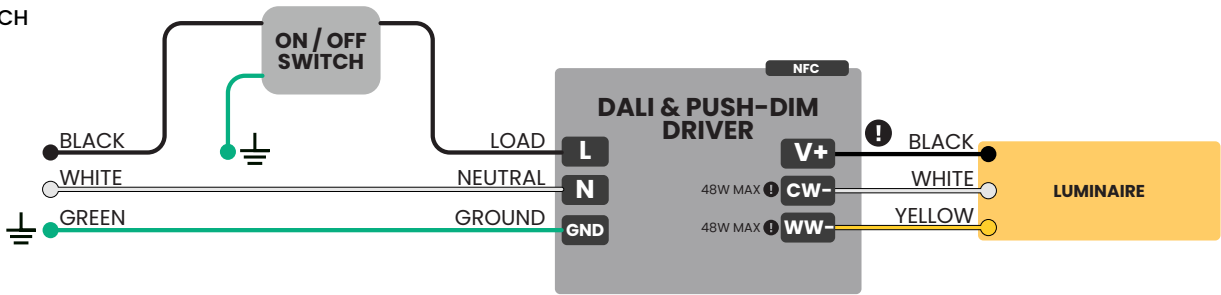 CH
ON / OFF
SWITCH
NFC
DALI & PUSH-DIM
DRIVER
BLACK
LOAD
L
V+
!
BLACK
WHITE
NEUTRAL
N
48W MAX !
CW-
WHITE
LUMINAIRE
GREEN
GROUND
GND
48W MAX !
WW-
YELLOW